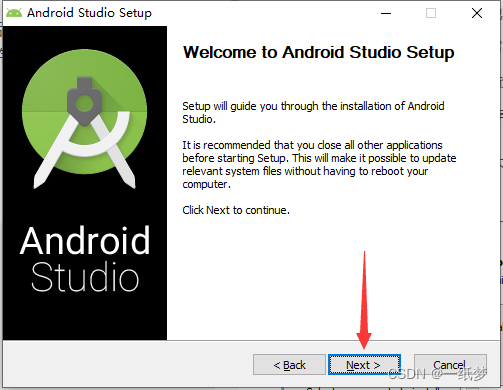 Android Studio Setup
Welcome to Android Studio Setup
Setup will guide you through the installation of Android
Studio.
It is recommended that you close all other applications
before starting Setup. This will make it possible to update
relevant system files without having to reboot your
computer.
Click Next to continue.
Android
Studio
< Back
Next >
Cancel
CSDN @一纸梦